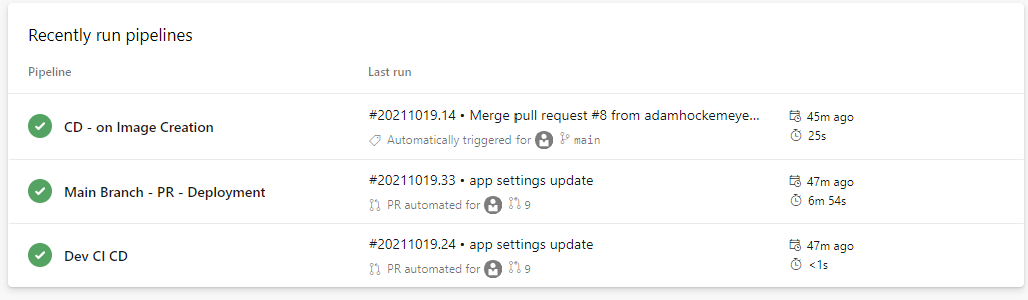 Recently run pipelines
Pipeline Last run
CD - on Image Creation #20211019.14 • Merge pull request #8 from adamhockemeye... 45m ago
Automatically triggered for main 25s
Main Branch - PR - Deployment #20211019.33 • app settings update 47m ago
PR automated for 9 6m 54s
Dev CI CD #20211019.24 • app settings update 47m ago
PR automated for 9 <1s